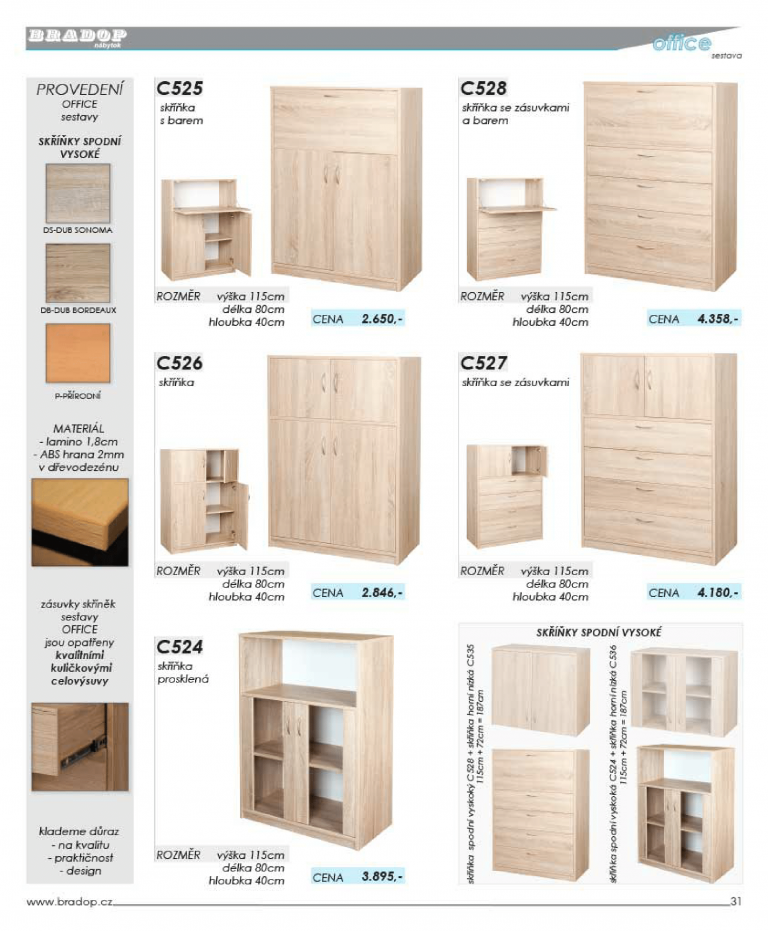 BRADOP
nábytek
office
sestava
PROVEDENÍ
OFFICE
sestavy
SKŘÍŇKY SPODNÍ
VYSOKÉ
DS-DUB SONOMA
DB-DUB BORDEAUX
P-PŘÍRODNÍ
MATERIÁL
- lamino 1,8cm
- ABS hrana 2mm
v dřevodezénu
zásuvky skříněk
sestavy
OFFICE
jsou opatřeny
kvalitními
kuličkovými
celovýsuvy
klademe důraz
- na kvalitu
- praktičnost
- design
C525
skříňka
s barem
ROZMĚR výška 115cm
délka 80cm
hloubka 40cm
CENA 2.650,-
C528
skříňka se zásuvkami
a barem
ROZMĚR výška 115cm
délka 80cm
hloubka 40cm
CENA 4.358,-
C526
skříňka
ROZMĚR výška 115cm
délka 80cm
hloubka 40cm
CENA 2.846,-
C527
skříňka se zásuvkami
ROZMĚR výška 115cm
délka 80cm
hloubka 40cm
CENA 4.180,-
C524
skříňka
prosklená
ROZMĚR výška 115cm
délka 80cm
hloubka 40cm
CENA 3.895,-
SKŘÍŇKY SPODNÍ VYSOKÉ
skříňka spodní vyskoký C528 + skříňka horní nízká C535
115cm + 72cm = 187cm
skříňka spodní vyskoká C524 + skříňka horní nízká C536
115cm + 72cm = 187cm
www.bradop.cz
31